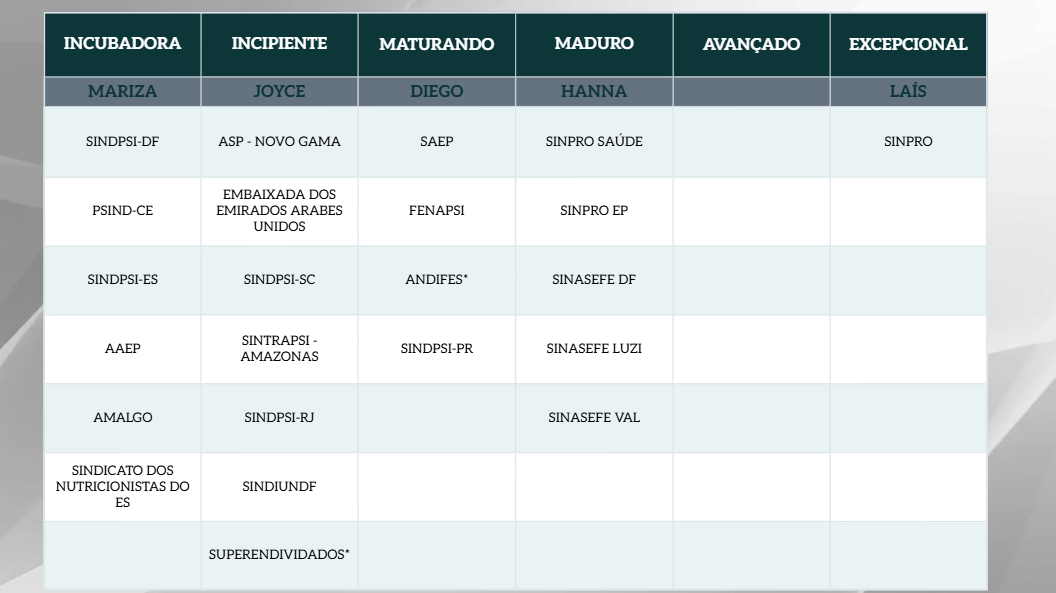 INCUBADORA INCIPIENTE MATURANDO MADURO AVANÇADO EXCEPCIONAL
MARIZA JOYCE DIEGO HANNA LAÍS
SINDPSI-DF ASP - NOVO GAMA SAEP SINPRO SAÚDE SINPRO
PSIND-CE
EMBAIXADA DOS
EMIRADOS ARABES
UNIDOS
FENAPSI SINPRO EP
SINDPSI-ES SINDPSI-SC ANDIFES* SINASEFE DF
AAEP
SINTRAPSI -
AMAZONAS
SINDPSI-PR SINASEFE LUZI
AMALGO SINDPSI-RJ SINASEFE VAL
SINDICATO DOS
NUTRICIONISTAS DO
ES
SINDIUNDF
SUPERENDIVIDADOS*